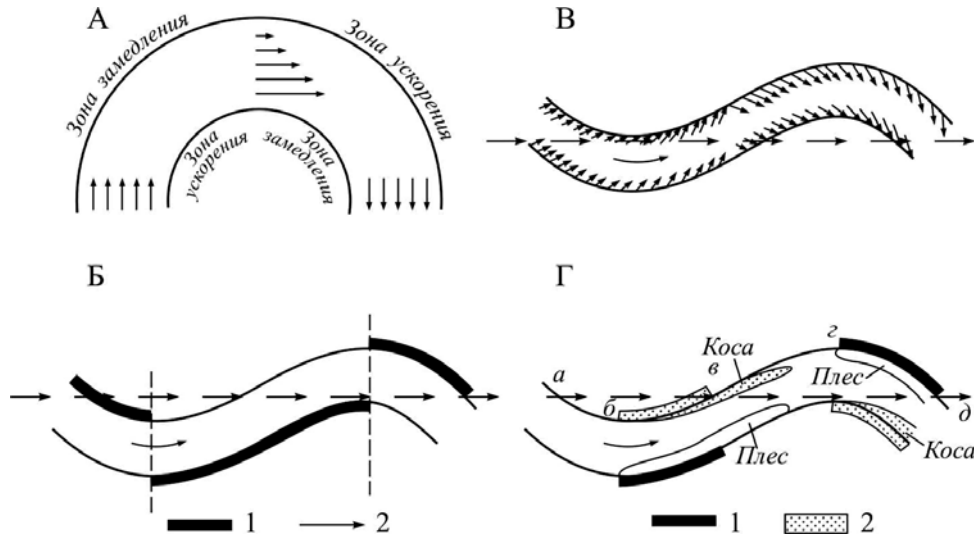 А
Зона замедления
Зона ускорения
Зона
ускорения
Зона
замедления
В
Б
1
2
Г
а
б
в
г
д
Коса
Плес
Плес
Коса
1
2